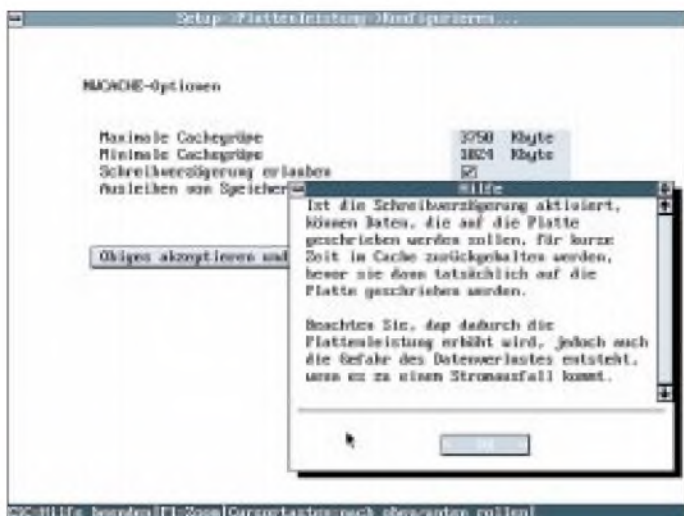 Setup->Plattenleistung->Konfigurieren...
NWCACHE-Optionen
Maximale Cachegröße 3750 Kbyte
Minimale Cachegröße 1024 Kbyte
Schreibverzögerung erlauben
Ausleihen von Speicher
Obiges akzeptieren und
Hilfe
Ist die Schreibverzögerung aktiviert,
können Daten, die auf die Platte
geschrieben werden sollen, für kurze
Zeit im Cache zurückgehalten werden,
bevor sie dann tatsächlich auf die
Platte geschrieben werden.
Beachten Sie, daß dadurch die
Plattenleistung erhöht wird, jedoch auch
die Gefahr des Datenverlustes entsteht,
wenn es zu einem Stromausfall kommt.
OK
ESC=Hilfe beenden|F1=Zoom|Cursortasten=nach oben/unten rollen|